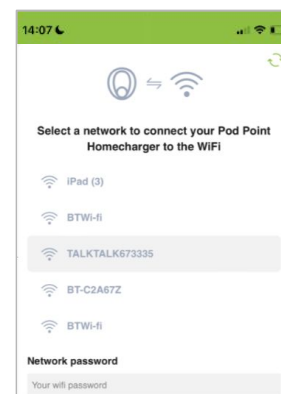 14:07
Select a network to connect your Pod Point
Homecharger to the WiFi
iPad (3)
BTWi-fi
TALKTALK673335
BT-C2A67Z
BTWi-fi
Network password
Your wifi password